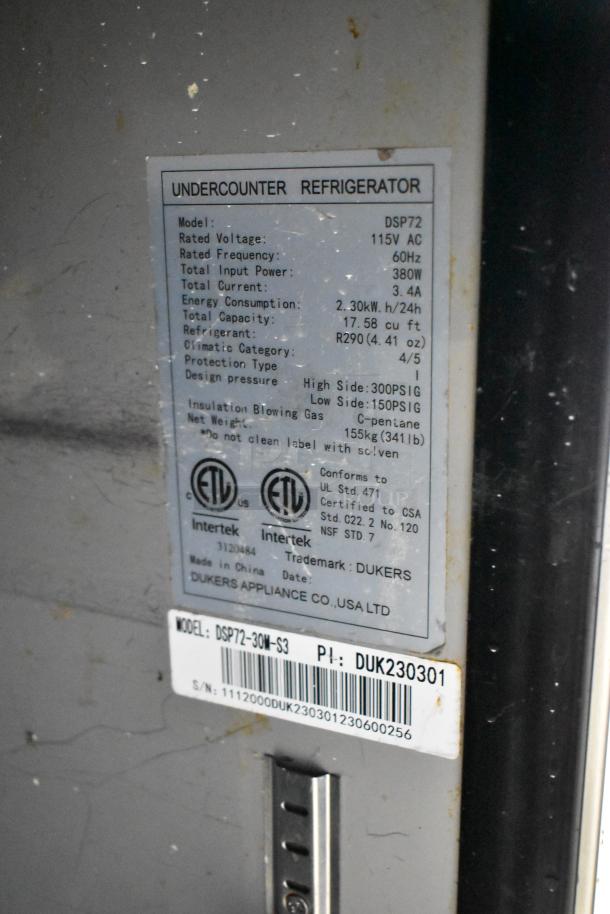 UNDERCOUNTER REFRIGERATOR
Model: DSP72
Rated Voltage: 115V AC
Rated Frequency: 60Hz
Total Input Power: 380W
Total Current: 3.4A
Energy Consumption: 2.30kW.h/24h
Total Capacity: 17.58 cu ft
Refrigerant: R290(4.41 oz)
Climatic Category: 4/5
Protection Type I
Design pressure High Side:300PSIG
Low Side:150PSIG
Insulation Blowing Gas C-pentane
Net Weight: 155kg(341lb)
*Do not clean label with solven
C ETL US
Intertek
3120484
ETL
Intertek
Conforms to
UL Std. 471
Certified to CSA
Std. C22.2 No.120
NSF STD.7
Trademark: DUKERS
Made in China Date:
DUKERS APPLIANCE CO.,USA LTD
MODEL: DSP72-30M-S3 PI: DUK230301
S/N: 1112000DUK230301230600256